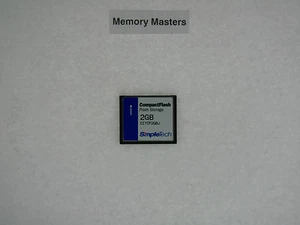 Memory Masters
CompactFlash
Flash Storage
2GB
SimpleTech